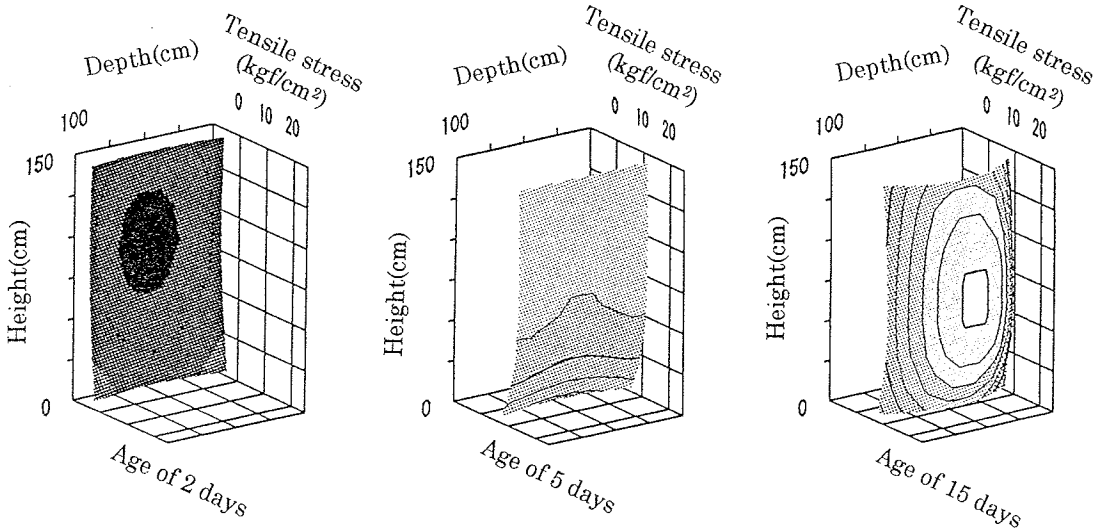 Depth(cm)
Tensile stress
(kgf/cm²)
0 10 20
100
150
Height(cm)
0
Age of 2 days
Depth(cm)
Tensile stress
(kgf/cm²)
0 10 20
100
150
Height(cm)
0
Age of 5 days
Depth(cm)
Tensile stress
(kgf/cm²)
0 10 20
100
150
Height(cm)
0
Age of 15 days